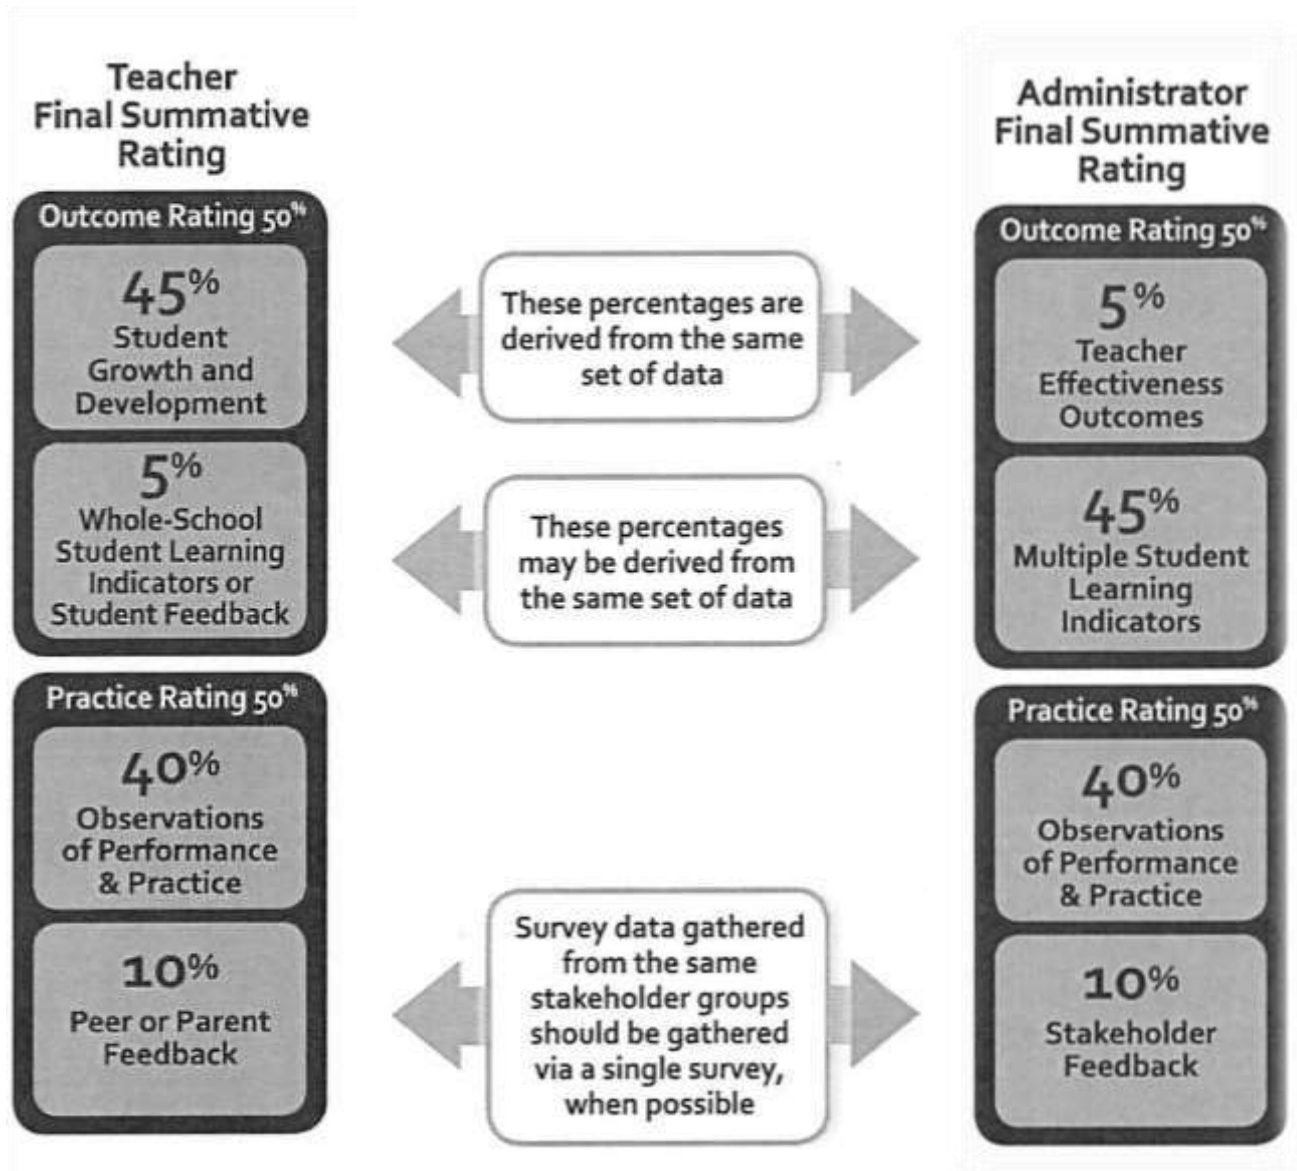 Teacher
Final Summative
Rating
Outcome Rating 50%
45%
Student
Growth and
Development
5%
Whole-School
Student Learning
Indicators or
Student Feedback
Practice Rating 50%
40%
Observations
of Performance
& Practice
10%
Peer or Parent
Feedback
These percentages are
derived from the same
set of data
These percentages
may be derived from
the same set of data
Survey data gathered
from the same
stakeholder groups
should be gathered
via a single survey,
when possible
Administrator
Final Summative
Rating
Outcome Rating 50%
5%
Teacher
Effectiveness
Outcomes
45%
Multiple Student
Learning
Indicators
Practice Rating 50%
40%
Observations
of Performance
& Practice
10%
Stakeholder
Feedback